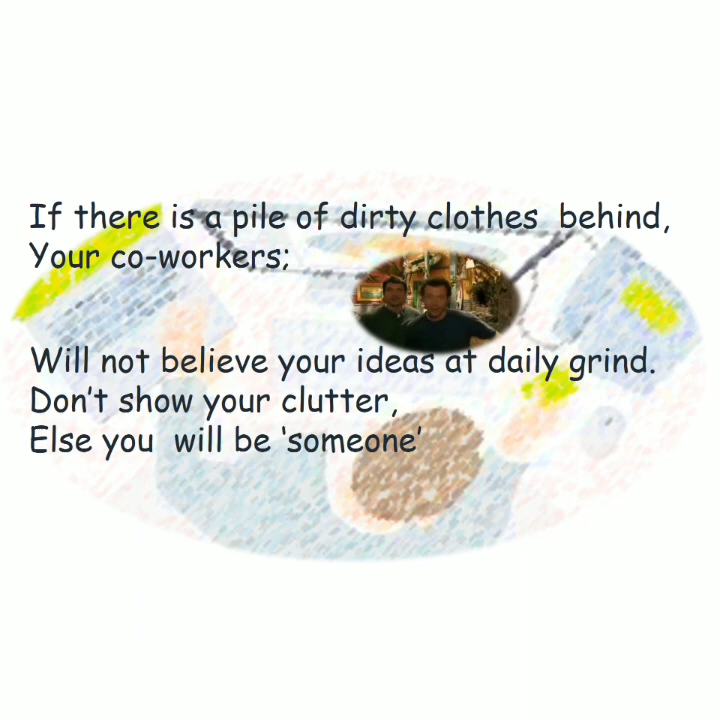 If there is a pile of dirty clothes  behind,
Your co-workers;
Will not believe your ideas at daily grind.
Don't show your clutter,
Else you  will be ‘someone’